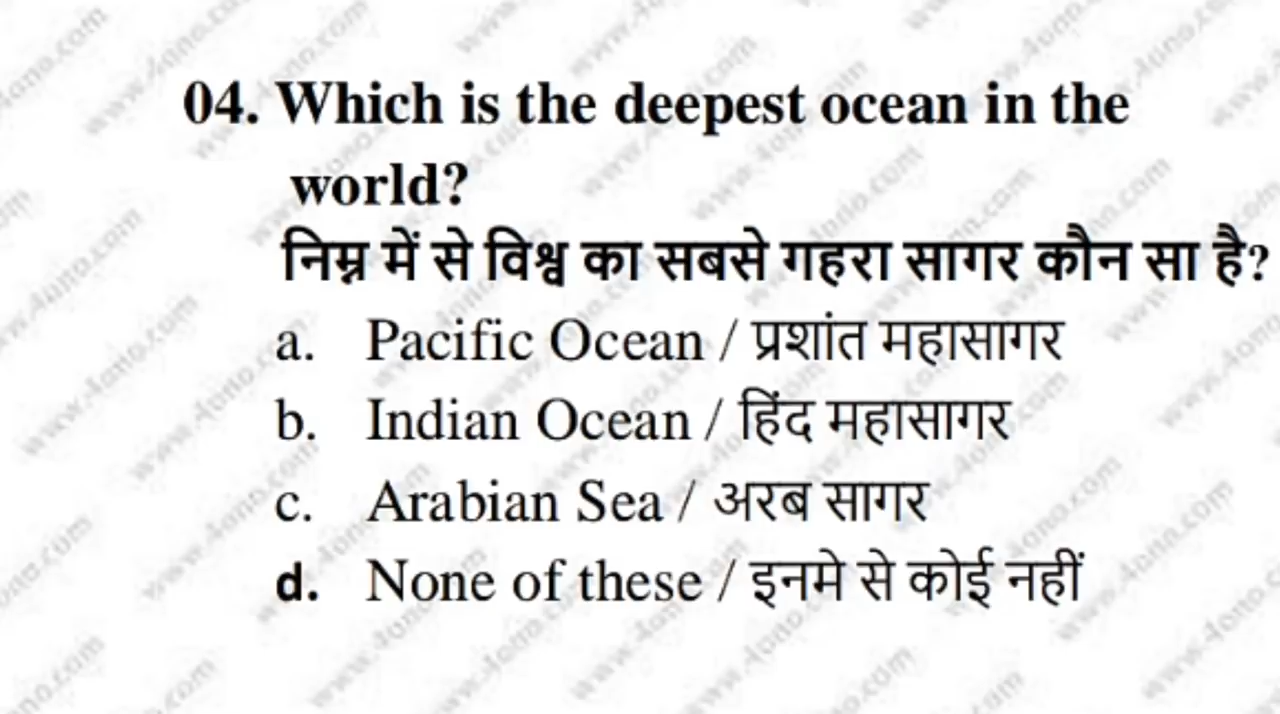 04. Which is the deepest ocean in the
world?
निम्न में से विश्व का सबसे गहरा सागर कौन सा है?
a. Pacific Ocean / प्रशांत महासागर
b. Indian Ocean / हिंद महासागर
c. Arabian Sea / अरब सागर
d. None of these / इनमे से कोई नहीं